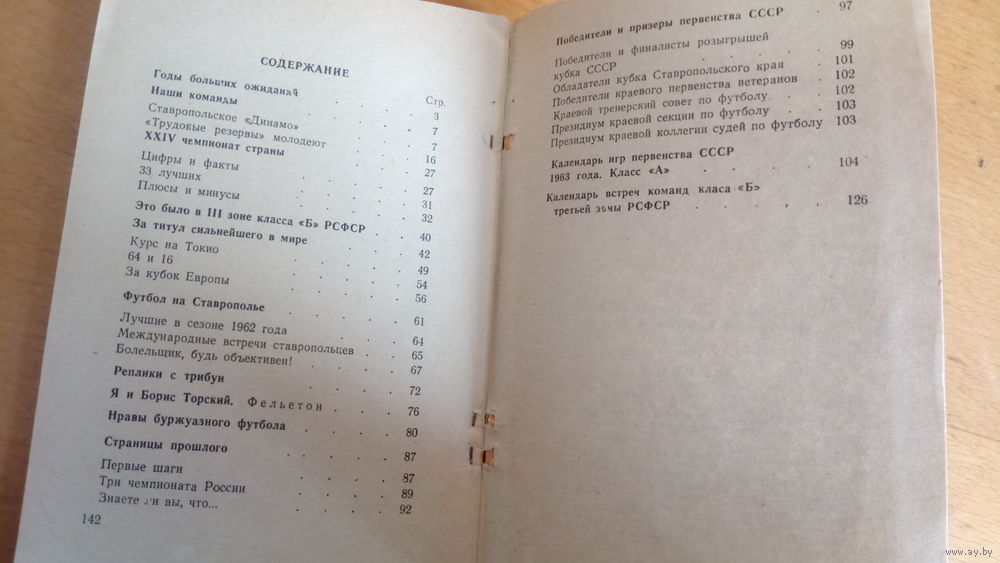 СОДЕРЖАНИЕ
Стр.
Годы больших ожиданий . . . . 3
Наши команды . . . . 7
Ставропольское «Динамо» . . . . 7
«Трудовые резервы» молодеют . . . 16
XXIV чемпионат страны . . . . 27
Цифры и факты . . . . 27
33 лучших . . . . 31
Плюсы и минусы . . . . 32
Это было в III зоне класса «Б» РСФСР . . 40
За титул сильнейшего в мире . . . 42
Курс на Токио . . . . 49
64 и 16 . . . . 54
За кубок Европы . . . . 56
Футбол на Ставрополье . . . . 61
Лучшие в сезоне 1962 года . . . . 64
Международные встречи ставропольцев . . 65
Болельщик, будь объективен! . . . . 67
Реплики с трибун . . . . 72
Я и Борис Торский. Фельетон . . . 76
Нравы буржуазного футбола . . . . 80
Страницы прошлого . . . . 87
Первые шаги . . . . 87
Три чемпионата России . . . . 89
Знаете ли вы, что... . . . . 92
142
Победители и призеры первенства СССР . 97
Победители и финалисты розыгрышей
кубка СССР . . . . 99
Обладатели кубка Ставропольского края . 101
Победители краевого первенства ветеранов . 102
Краевой тренерский совет по футболу . 102
Президиум краевой секции по футболу . 103
Президиум краевой коллегии судей по футболу . 103
Календарь игр первенства СССР
1963 года. Класс «А» . . . . 104
Календарь встреч команд класа «Б»
третьей зоны РСФСР . . . . 126
www.ay.by